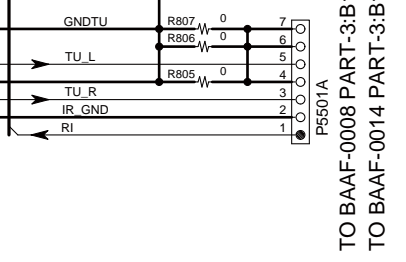 GNDTU R807 0 7
R806 0 6
TU_L 5
R805 0 4
TU_R 3
IR_GND 2
RI 1
P5501A
TO BAAF-0008 PART-3:B
TO BAAF-0014 PART-3:B